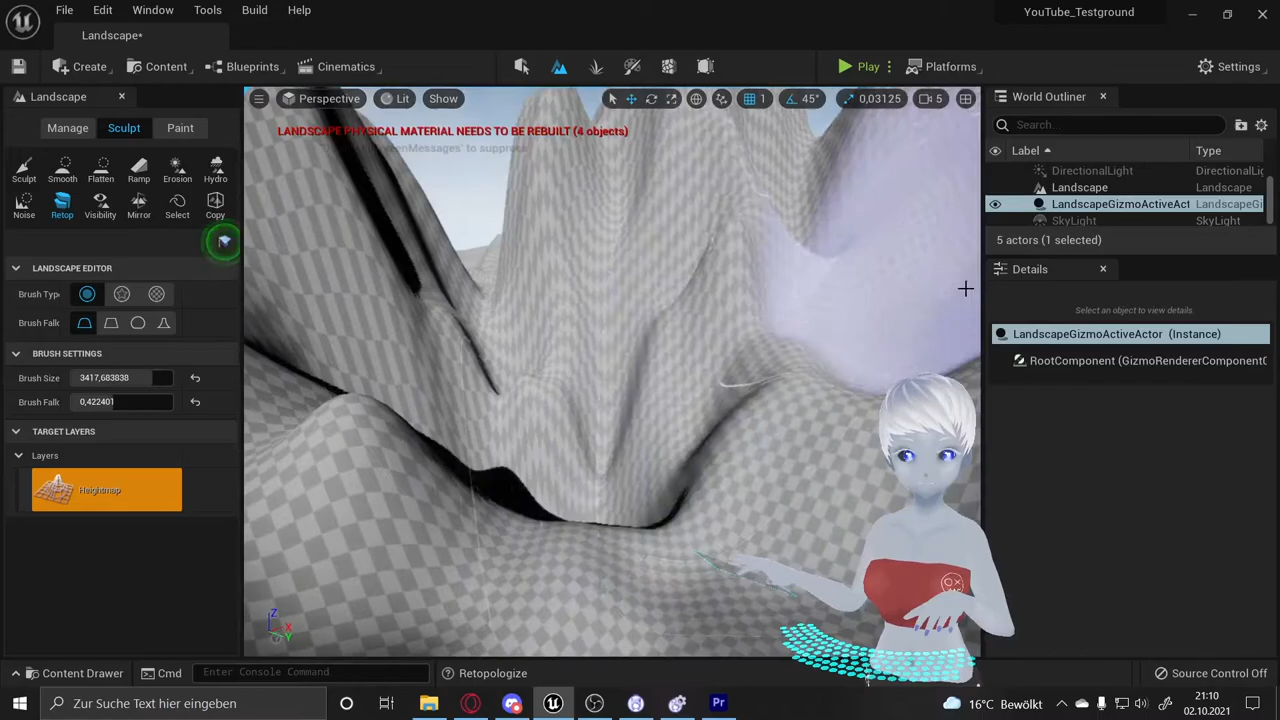 File Edit Window Tools Build Help
YouTube_Testground
Landscape*
Create Content Blueprints Cinematics Play Platforms Settings
Landscape
Perspective Lit Show 1 45° 0,03125 5
World Outliner
Manage Sculpt Paint
LANDSCAPE PHYSICAL MATERIAL NEEDS TO BE REBUILT (4 objects)
Search...
to suppress
Label Type
Sculpt Smooth Flatten Ramp Erosion Hydro
DirectionalLight DirectionalLig
Landscape Landscape
Noise Retop Visibility Mirror Select Copy
LandscapeGizmoActiveAct LandscapeGi
SkyLight SkyLight
5 actors (1 selected)
LANDSCAPE EDITOR
Details
Brush Typ
Select an object to view details.
Brush Falk
LandscapeGizmoActiveActor (Instance)
BRUSH SETTINGS
RootComponent (GizmoRendererComponent0
Brush Size 3417,683838
Brush Falk 0,422401
TARGET LAYERS
Layers
Heightmap
Z
X
Y
Content Drawer Cmd Enter Console Command Retopologize Source Control Off
Zur Suche Text hier eingeben
Pr
16°C Bewölkt
21:10
02.10.2021